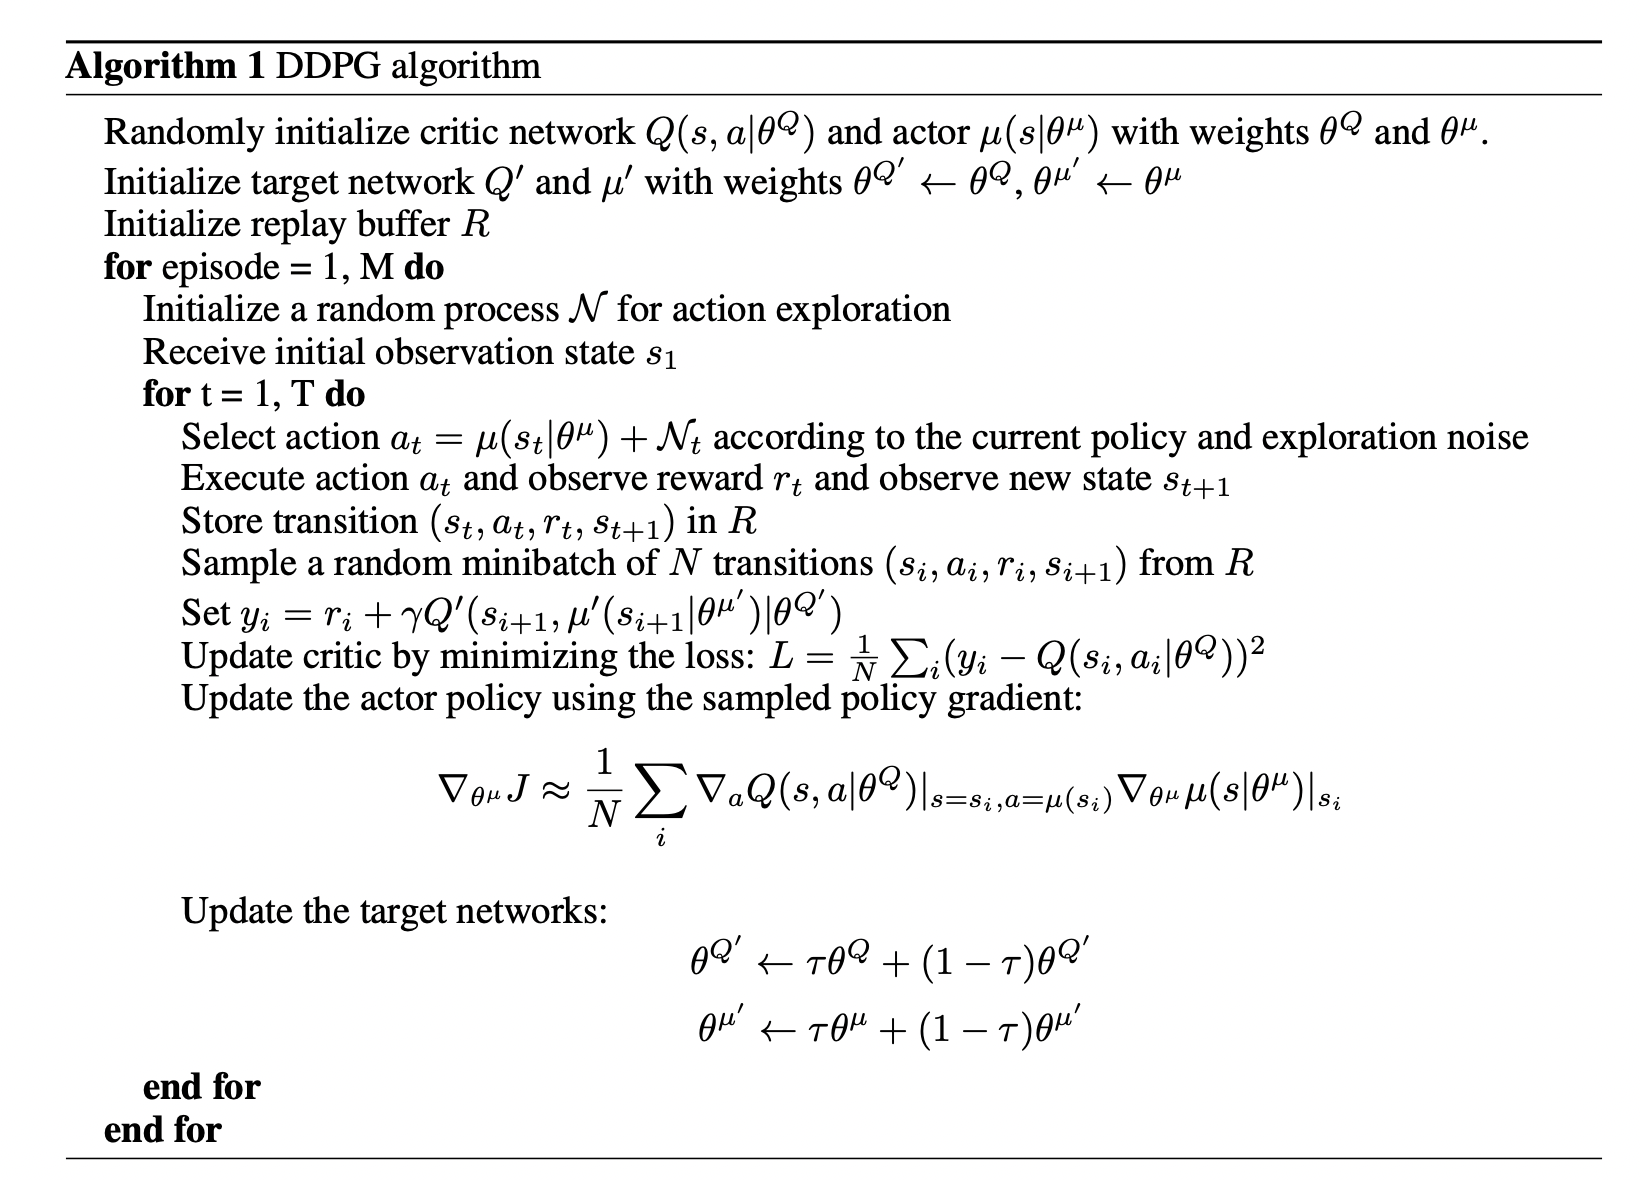 Algorithm 1 DDPG algorithm
Randomly initialize critic network $Q(s, a|\theta^Q)$ and actor $\mu(s|\theta^\mu)$ with weights $\theta^Q$ and $\theta^\mu$.
Initialize target network $Q'$ and $\mu'$ with weights $\theta^{Q'} \leftarrow \theta^Q, \theta^{\mu'} \leftarrow \theta^\mu$
Initialize replay buffer $R$
for episode = 1, M do
Initialize a random process $\mathcal{N}$ for action exploration
Receive initial observation state $s_1$
for t = 1, T do
Select action $a_t = \mu(s_t|\theta^\mu) + \mathcal{N}_t$ according to the current policy and exploration noise
Execute action $a_t$ and observe reward $r_t$ and observe new state $s_{t+1}$
Store transition $(s_t, a_t, r_t, s_{t+1})$ in $R$
Sample a random minibatch of $N$ transitions $(s_i, a_i, r_i, s_{i+1})$ from $R$
Set $y_i = r_i + \gamma Q'(s_{i+1}, \mu'(s_{i+1}|\theta^{\mu'})|\theta^{Q'})$
Update critic by minimizing the loss: $L = \frac{1}{N} \sum_i (y_i - Q(s_i, a_i|\theta^Q))^2$
Update the actor policy using the sampled policy gradient:
$\nabla_{\theta^\mu} J \approx \frac{1}{N} \sum_i \nabla_a Q(s, a|\theta^Q)|_{s=s_i, a=\mu(s_i)} \nabla_{\theta^\mu} \mu(s|\theta^\mu)|_{s_i}$
Update the target networks:
$\theta^{Q'} \leftarrow \tau\theta^Q + (1 - \tau)\theta^{Q'}$
$\theta^{\mu'} \leftarrow \tau\theta^\mu + (1 - \tau)\theta^{\mu'}$
end for
end for